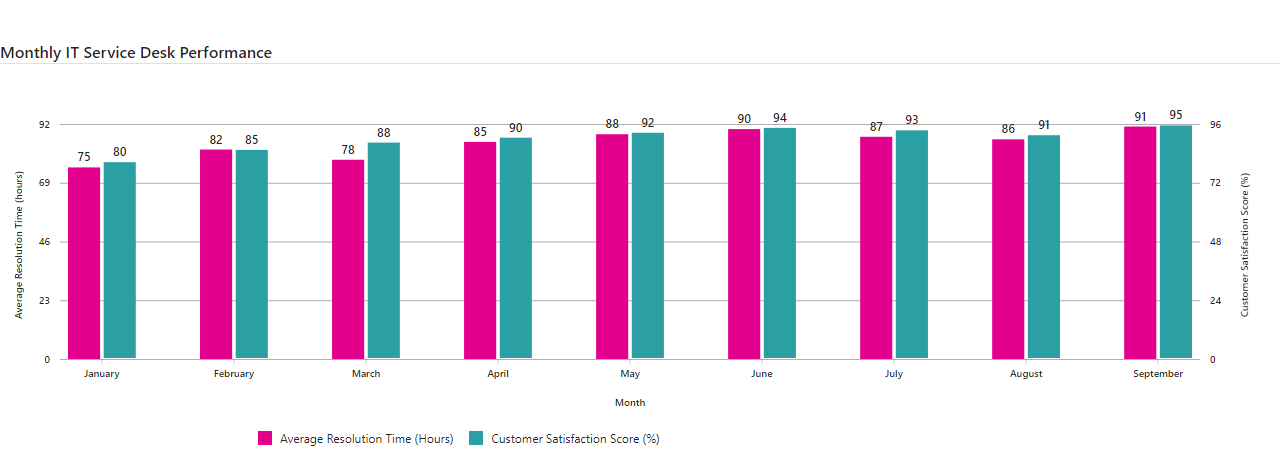 Monthly IT Service Desk Performance
75 80 82 85 78 88 85 90 88 92 90 94 87 93 86 91 91 95
92 96
69 72
46 48
23 24
0 0
Average Resolution Time (hours)
Customer Satisfaction Score (%)
January February March April May June July August September
Month
Average Resolution Time (Hours) Customer Satisfaction Score (%)